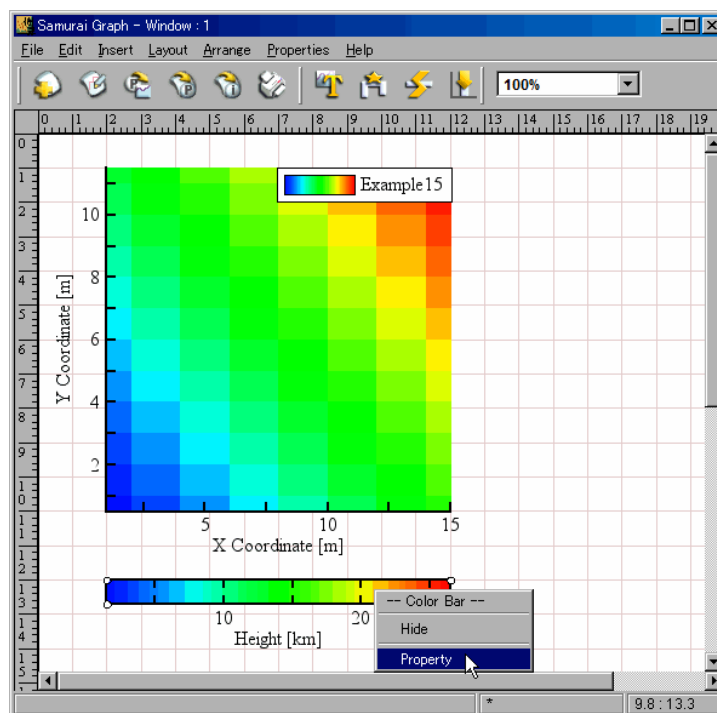 Samurai Graph - Window : 1
File Edit Insert Layout Arrange Properties Help
100%
0 1 2 3 4 5 6 7 8 9 10 11 12 13 14 15 16 17 18 19
0
1
2
3
4
5
6
7
8
9
10
11
12
13
14
15
Example15
10
8
6
4
2
Y Coordinate [m]
5 10 15
X Coordinate [m]
10 20
Height [km]
-- Color Bar --
Hide
Property
* 9.8 : 13.3